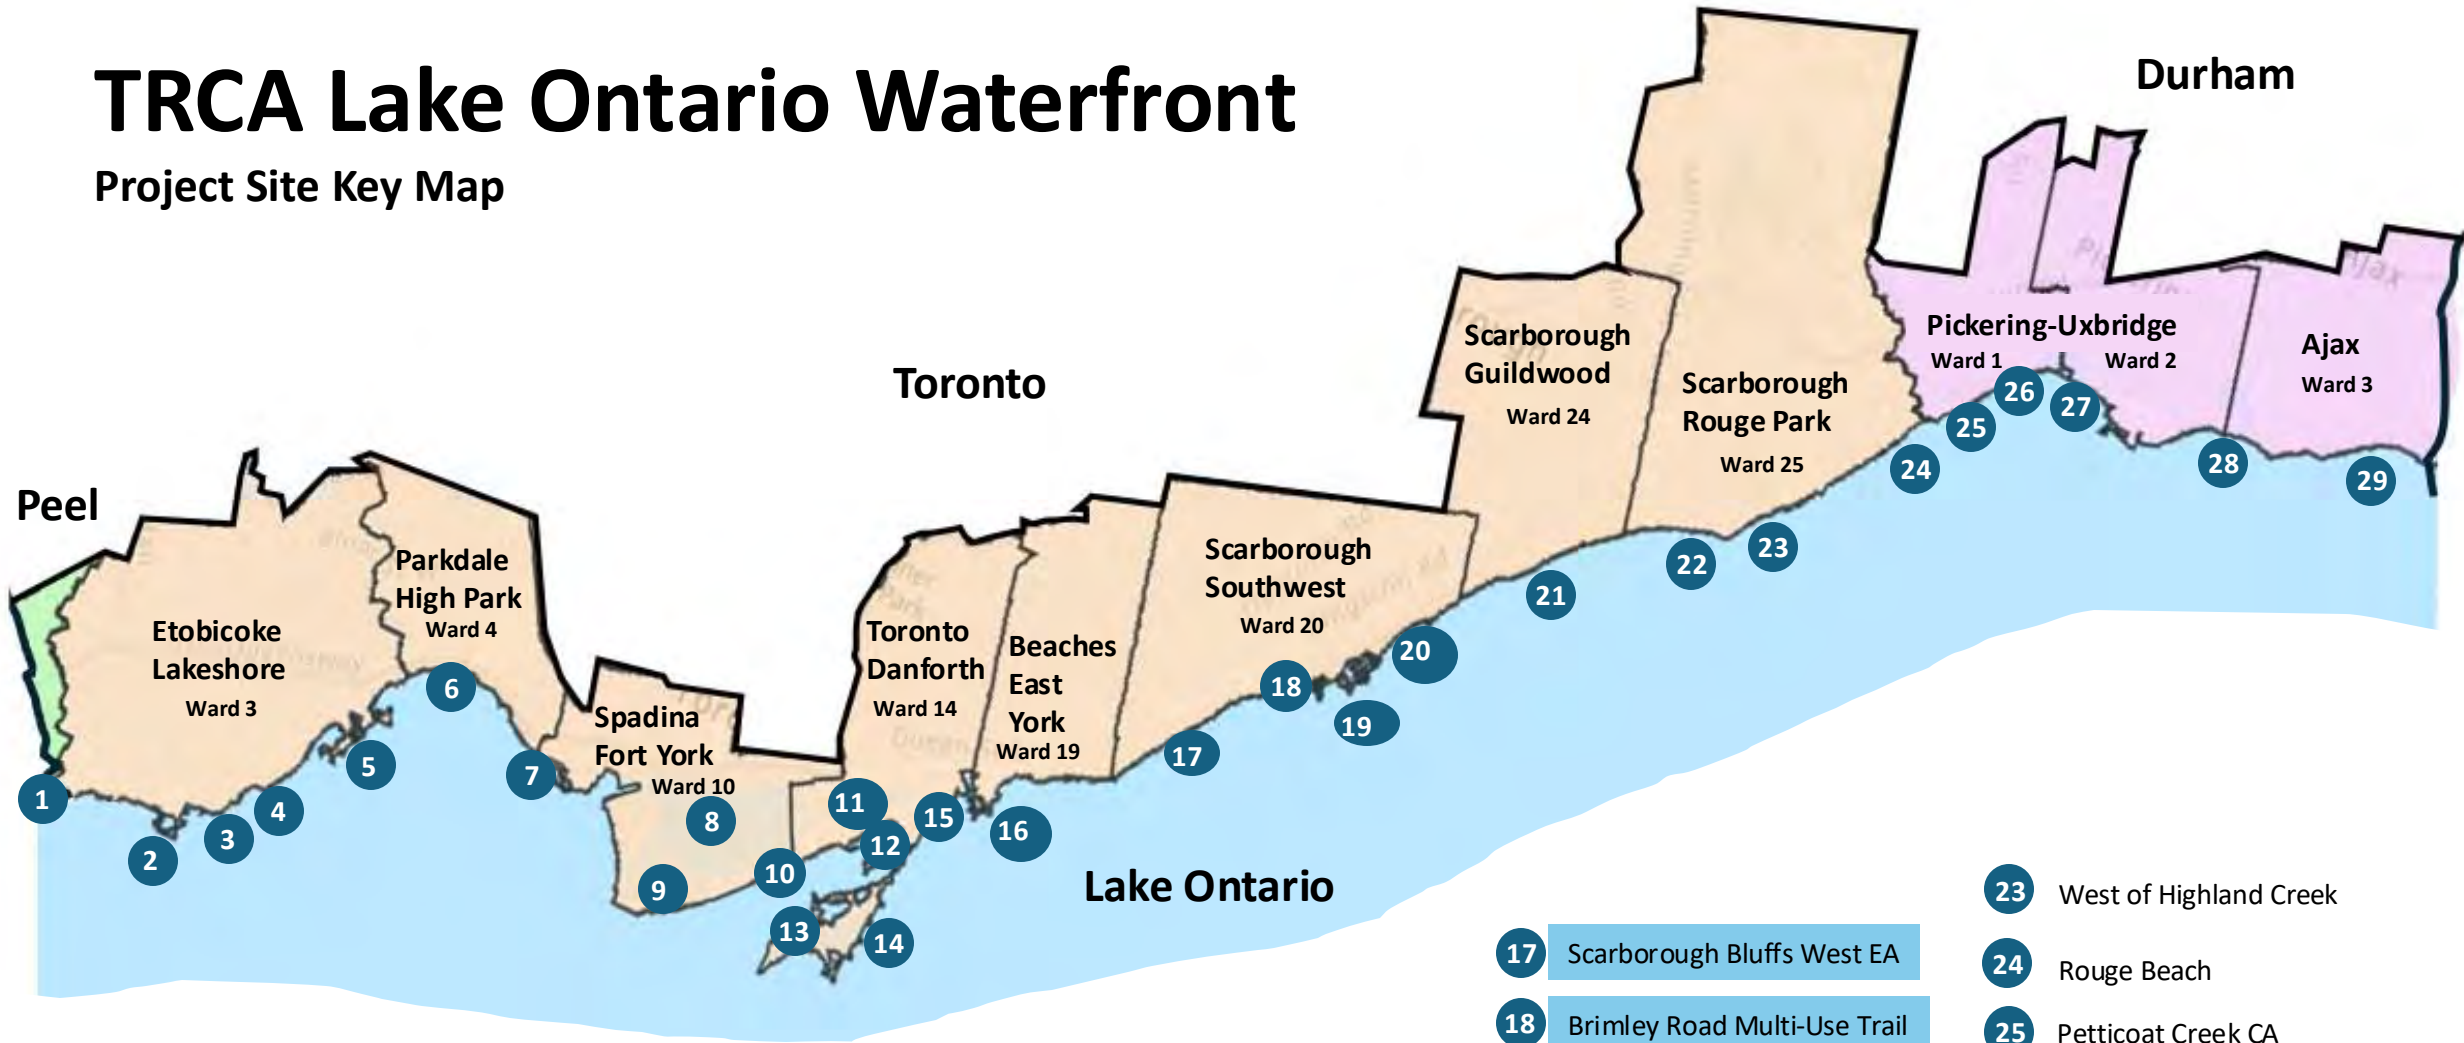 TRCA Lake Ontario Waterfront
Project Site Key Map
Durham
Toronto
Peel
Pickering-Uxbridge
Ward 1
Ward 2
Ajax
Ward 3
Scarborough
Guildwood
Ward 24
Scarborough
Rouge Park
Ward 25
Parkdale
High Park
Ward 4
Etobicoke
Lakeshore
Ward 3
Scarborough
Southwest
Ward 20
Toronto
Danforth
Ward 14
Beaches
East
York
Ward 19
Spadina
Fort York
Ward 10
Lake Ontario
1
2
3
4
5
6
7
8
9
10
11
12
13
14
15
16
17
18
19
20
21
22
23
24
25
26
27
28
29
17 Scarborough Bluffs West EA
18 Brimley Road Multi-Use Trail
23 West of Highland Creek
24 Rouge Beach
25 Petticoat Creek CA